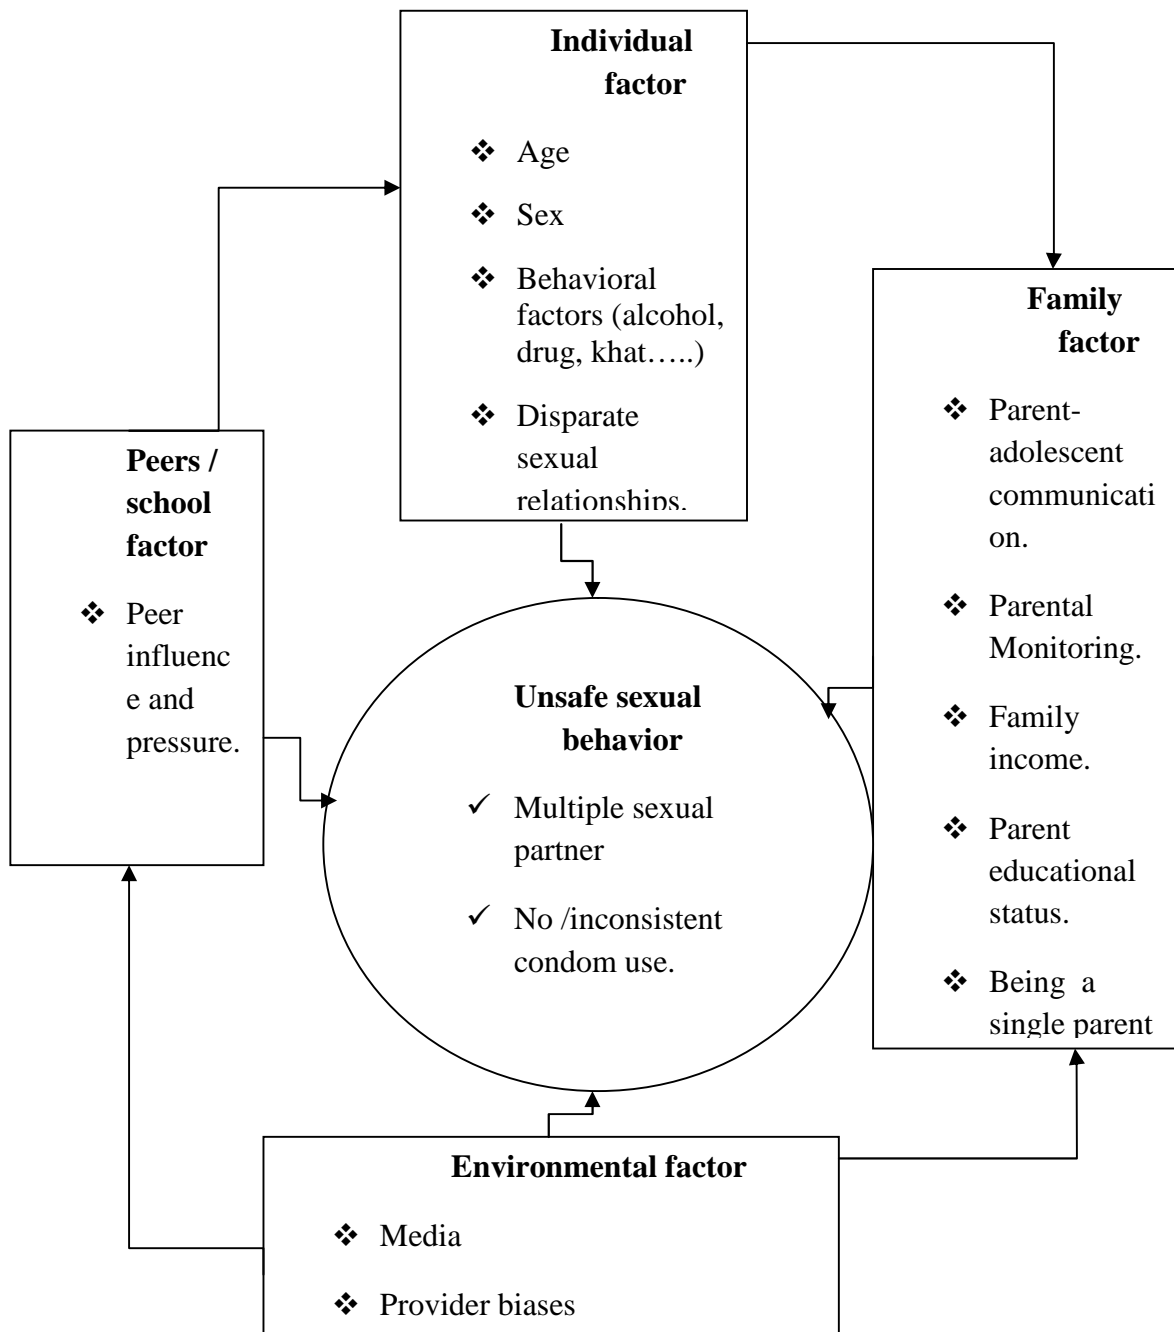 Individual
factor
❖ Age
❖ Sex
❖ Behavioral
factors (alcohol,
drug, khat…..)
❖ Disparate
sexual
relationships.
Family
factor
❖ Parent-
adolescent
communicati
on.
❖ Parental
Monitoring.
❖ Family
income.
❖ Parent
educational
status.
❖ Being a
single parent
Peers /
school
factor
❖ Peer
influenc
e and
pressure.
Unsafe sexual
behavior
✓ Multiple sexual
partner
✓ No /inconsistent
condom use.
Environmental factor
❖ Media
❖ Provider biases